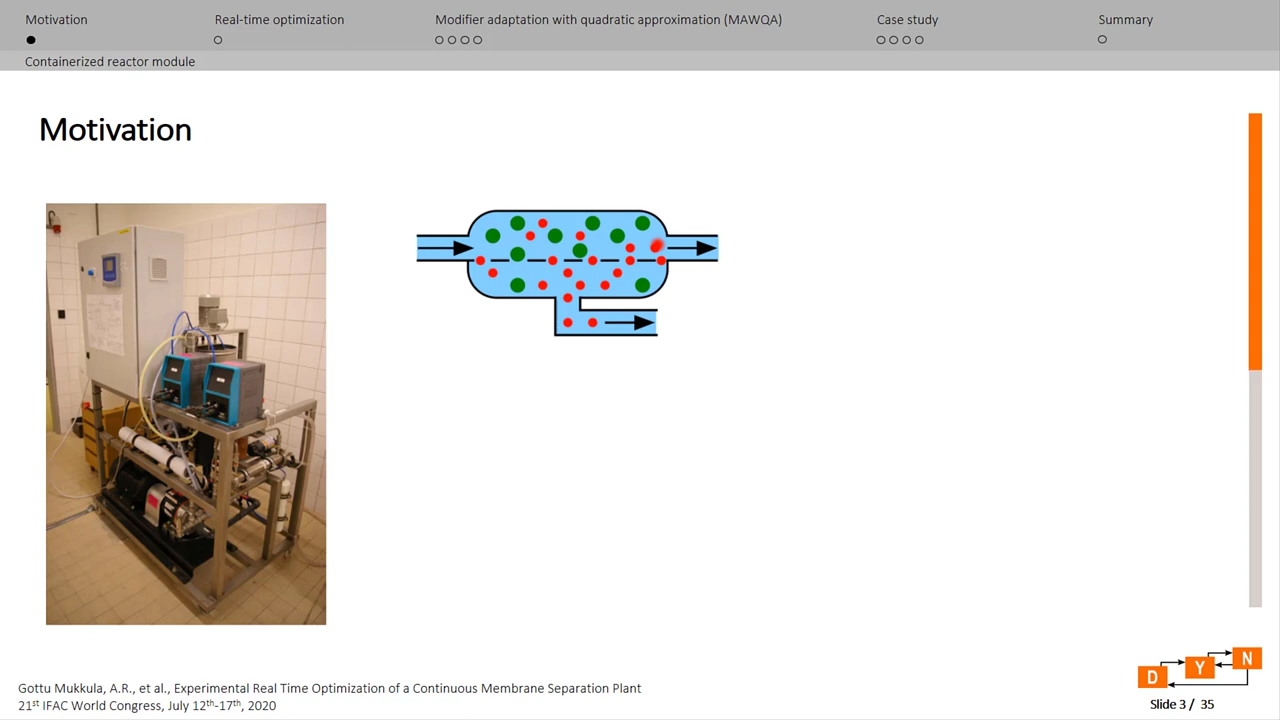 Motivation
Real-time optimization
Modifier adaptation with quadratic approximation (MAWQA)
Case study
Summary
Containerized reactor module
Motivation
Gottu Mukkula, A.R., et al., Experimental Real Time Optimization of a Continuous Membrane Separation Plant
21st IFAC World Congress, July 12th-17th, 2020
D Y N
Slide 3 / 35